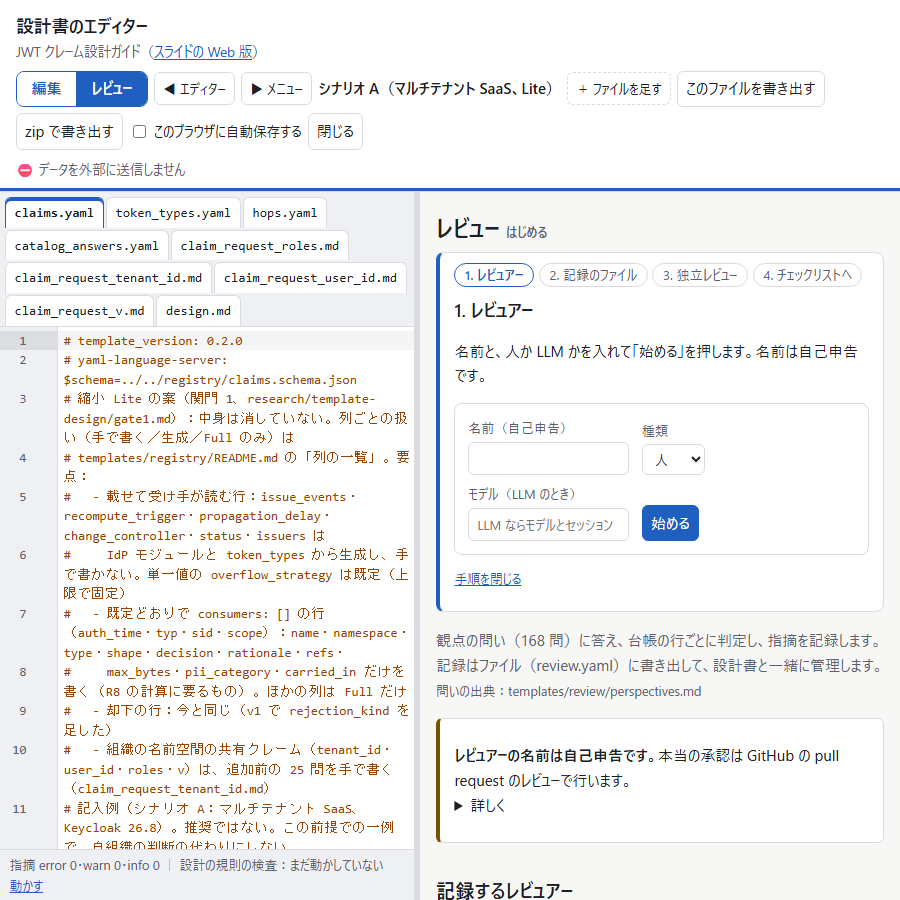 設計書のエディター
JWT クレーム設計ガイド（スライドの Web 版）
編集 レビュー ◀ エディター ▶ メニュー シナリオ A（マルチテナント SaaS、Lite） + ファイルを足す このファイルを書き出す
zip で書き出す このブラウザに自動保存する 閉じる
⛔ データを外部に送信しません
claims.yaml token_types.yaml hops.yaml
catalog_answers.yaml claim_request_roles.md
claim_request_tenant_id.md claim_request_user_id.md
claim_request_v.md design.md
1 # template_version: 0.2.0
2 # yaml-language-server:
$schema=../../registry/claims.schema.json
3 # 縮小 Lite の案（関門 1、research/template-
design/gate1.md）：中身は消していない。列ごとの扱
い（手で書く／生成／Full のみ）は
4 # templates/registry/README.md の「列の一覧」。要
点：
5 #   - 載せて受け手が読む行：issue_events・
recompute_trigger・propagation_delay・
change_controller・status・issuers は
6 #     IdP モジュールと token_types から生成し、手
で書かない。単一値の overflow_strategy は既定（上
限で固定）
7 #   - 既定どおりで consumers: [] の行
（auth_time・typ・sid・scope）：name・namespace・
type・shape・decision・rationale・refs・
8 #     max_bytes・pii_category・carried_in だけを
書く（R8 の計算に要るもの）。ほかの列は Full だけ
9 #   - 却下の行：今と同じ（v1 で rejection_kind を
足した）
10 #   - 組織の名前空間の共有クレーム（tenant_id・
user_id・roles・v）は、追加前の 25 問を手で書く
（claim_request_tenant_id.md）
11 # 記入例（シナリオ A：マルチテナント SaaS、
Keycloak 26.8）。推奨ではない。この前提での一例
で、自組織の判断の代わりにしない
指摘 error 0・warn 0・info 0 | 設計の規則の検査：まだ動かしていない
動かす
レビュー はじめる
1. レビュアー 2. 記録のファイル 3. 独立レビュー 4. チェックリストへ
1. レビュアー
名前と、人か LLM かを入れて「始める」を押します。名前は自己申告
です。
名前（自己申告） 種類
人
モデル（LLM のとき）
LLM ならモデルとセッション 始める
手順を閉じる
観点の問い（168 問）に答え、台帳の行ごとに判定し、指摘を記録します。
記録はファイル（review.yaml）に書き出して、設計書と一緒に管理します。
問いの出典：templates/review/perspectives.md
レビュアーの名前は自己申告です。本当の承認は GitHub の pull
request のレビューで行います。
▶ 詳しく
記録するレビュアー